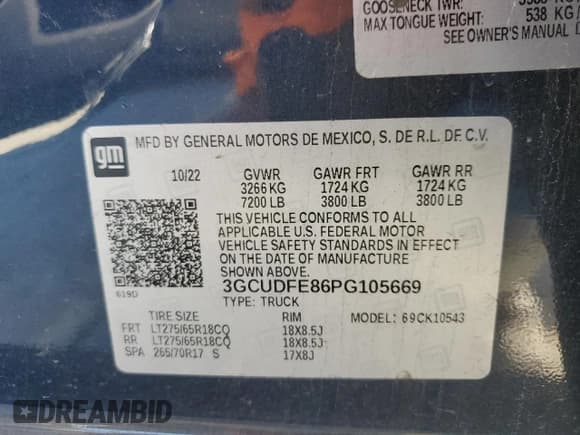 GOOSENECK TWR:
MAX TONGUE WEIGHT: 538 KG
SEE OWNER'S MANUAL
gm
MFD BY GENERAL MOTORS DE MEXICO, S. DE R.L. DE C.V.
10/22 GVWR GAWR FRT GAWR RR
3266 KG 1724 KG 1724 KG
7200 LB 3800 LB 3800 LB
THIS VEHICLE CONFORMS TO ALL
APPLICABLE U.S. FEDERAL MOTOR
VEHICLE SAFETY STANDARDS IN EFFECT
ON THE DATE OF MANUFACTURE
SHOWN ABOVE.
619D
3GCUDFE86PG105669
TYPE: TRUCK
TIRE SIZE RIM MODEL: 69CK10543
FRT LT275/65R18CQ 18X8.5J
RR LT275/65R18CQ 18X8.5J
SPA 265/70R17 S 17X8J
DREAMBID